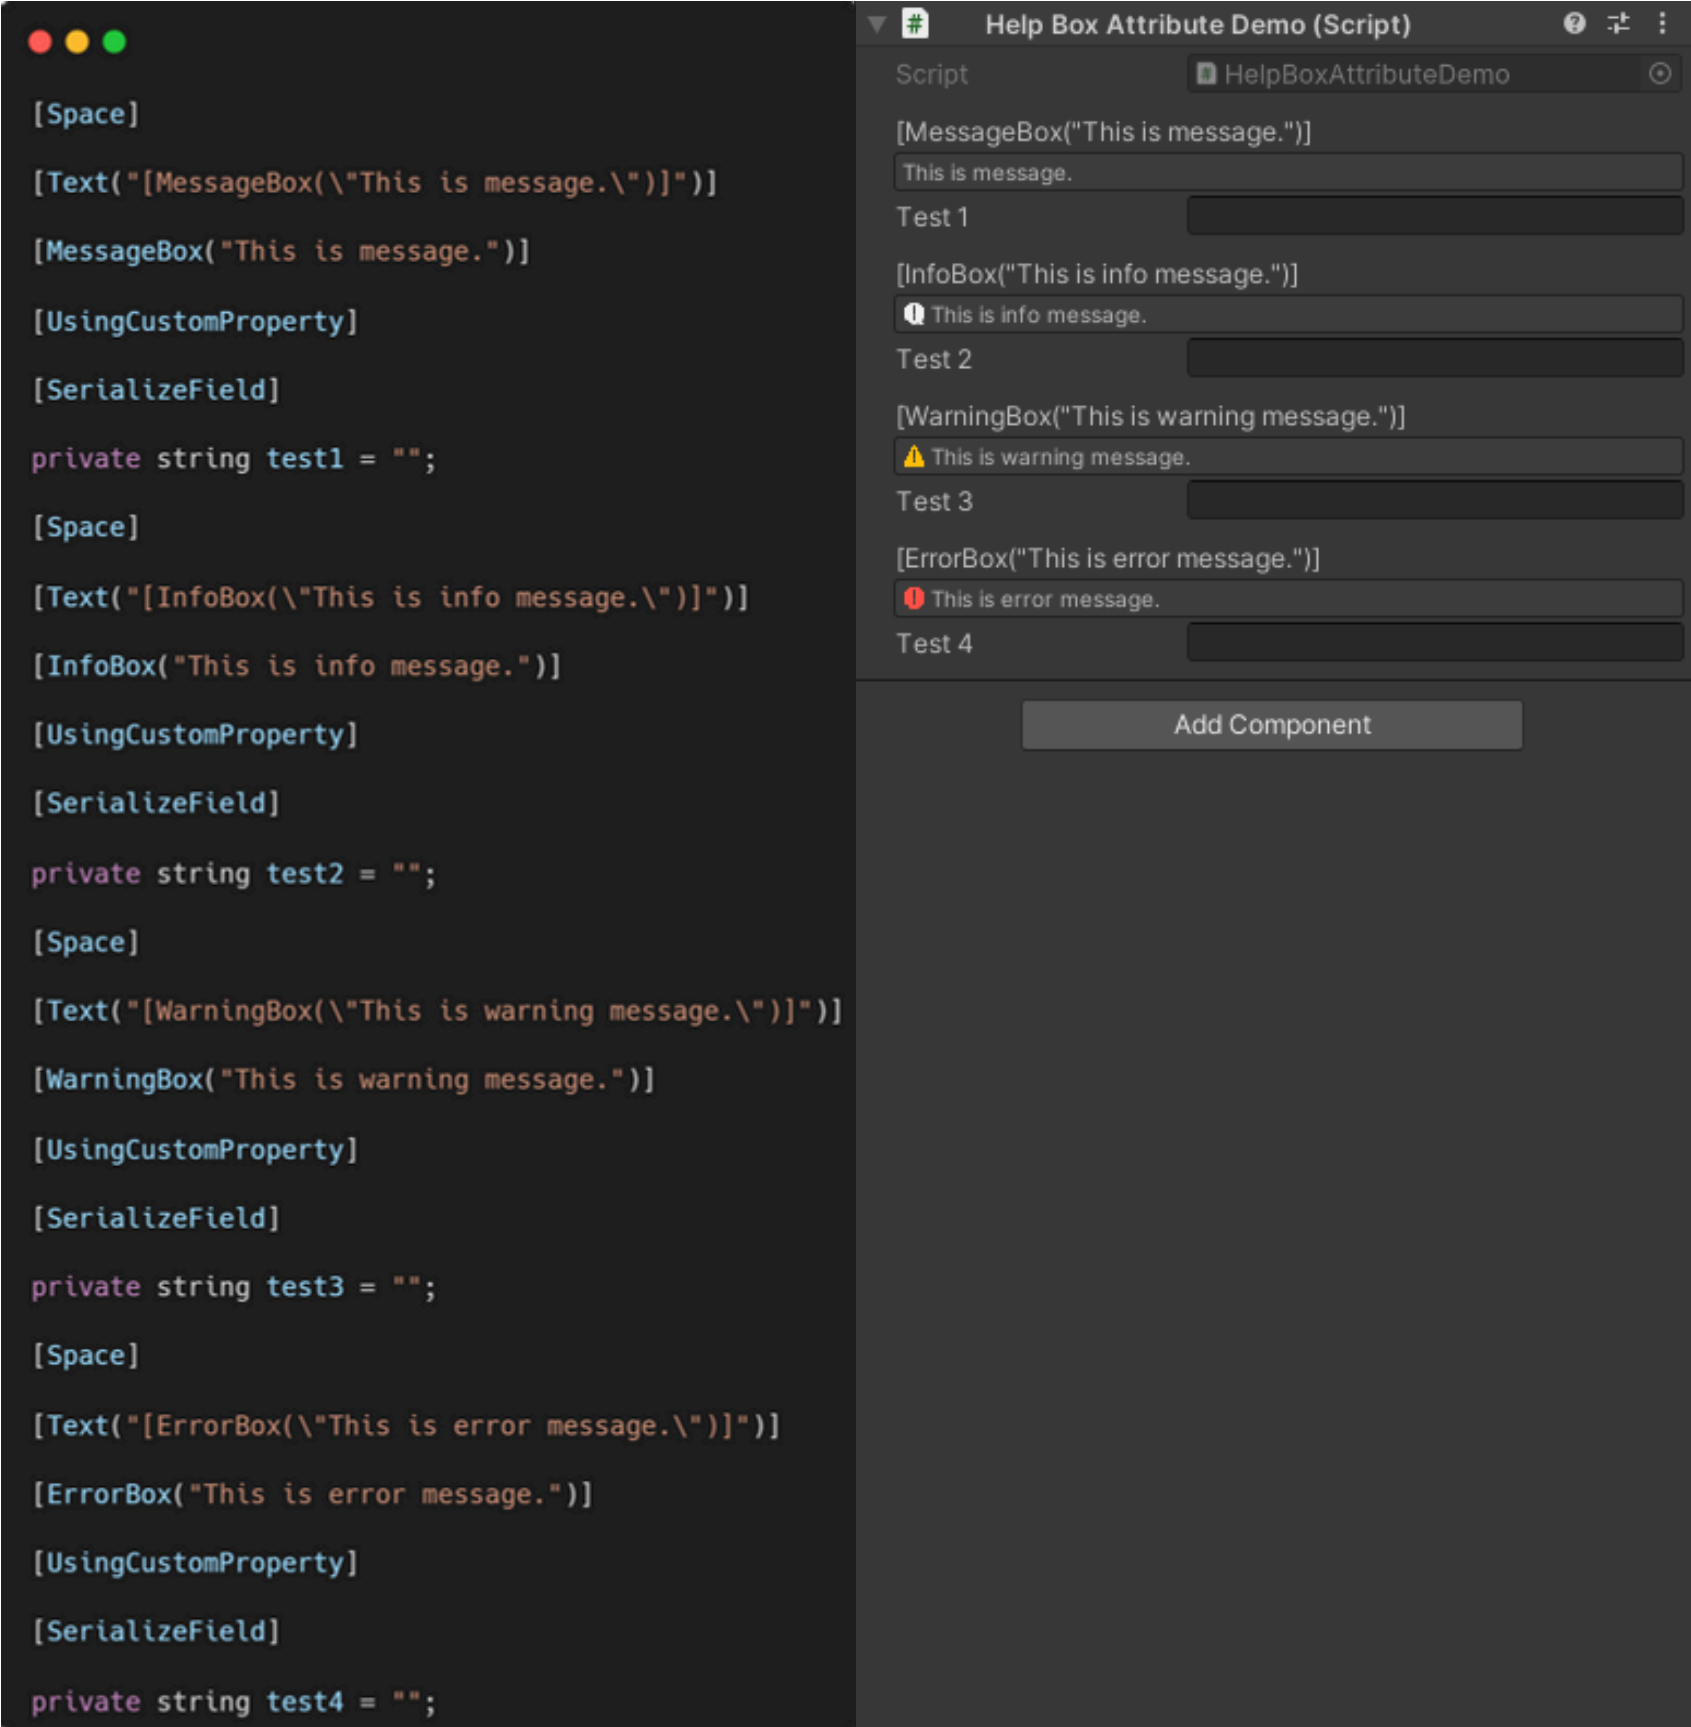 [Space]
[Text("[MessageBox(\"This is message.\")]")]
[MessageBox("This is message.")]
[UsingCustomProperty]
[SerializeField]
private string test1 = "";
[Space]
[Text("[InfoBox(\"This is info message.\")]")]
[InfoBox("This is info message.")]
[UsingCustomProperty]
[SerializeField]
private string test2 = "";
[Space]
[Text("[WarningBox(\"This is warning message.\")]")]
[WarningBox("This is warning message.")]
[UsingCustomProperty]
[SerializeField]
private string test3 = "";
[Space]
[Text("[ErrorBox(\"This is error message.\")]")]
[ErrorBox("This is error message.")]
[UsingCustomProperty]
[SerializeField]
private string test4 = "";
Help Box Attribute Demo (Script)
Script HelpBoxAttributeDemo
[MessageBox("This is message.")]
This is message.
Test 1
[InfoBox("This is info message.")]
This is info message.
Test 2
[WarningBox("This is warning message.")]
This is warning message.
Test 3
[ErrorBox("This is error message.")]
This is error message.
Test 4
Add Component